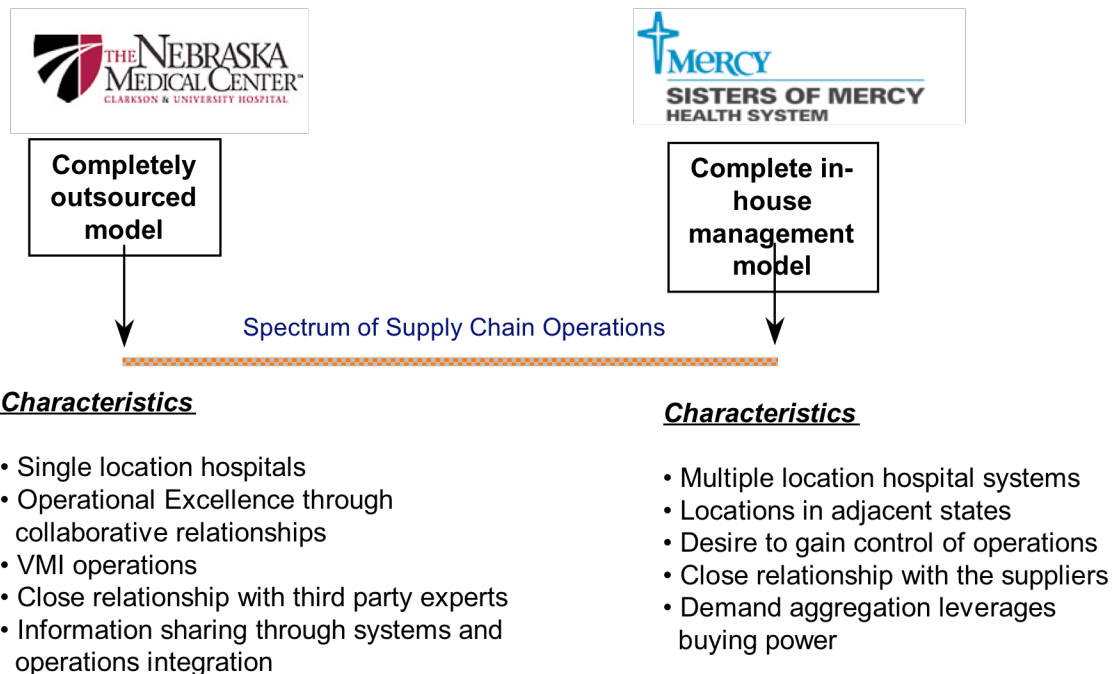 THE NEBRASKA
MEDICAL CENTER™
CLARKSON & UNIVERSITY HOSPITAL
MERCY
SISTERS OF MERCY
HEALTH SYSTEM
Completely
outsourced
model
Complete in-
house
management
model
Spectrum of Supply Chain Operations
Characteristics
• Single location hospitals
• Operational Excellence through
collaborative relationships
• VMI operations
• Close relationship with third party experts
• Information sharing through systems and
operations integration
Characteristics
• Multiple location hospital systems
• Locations in adjacent states
• Desire to gain control of operations
• Close relationship with the suppliers
• Demand aggregation leverages
buying power